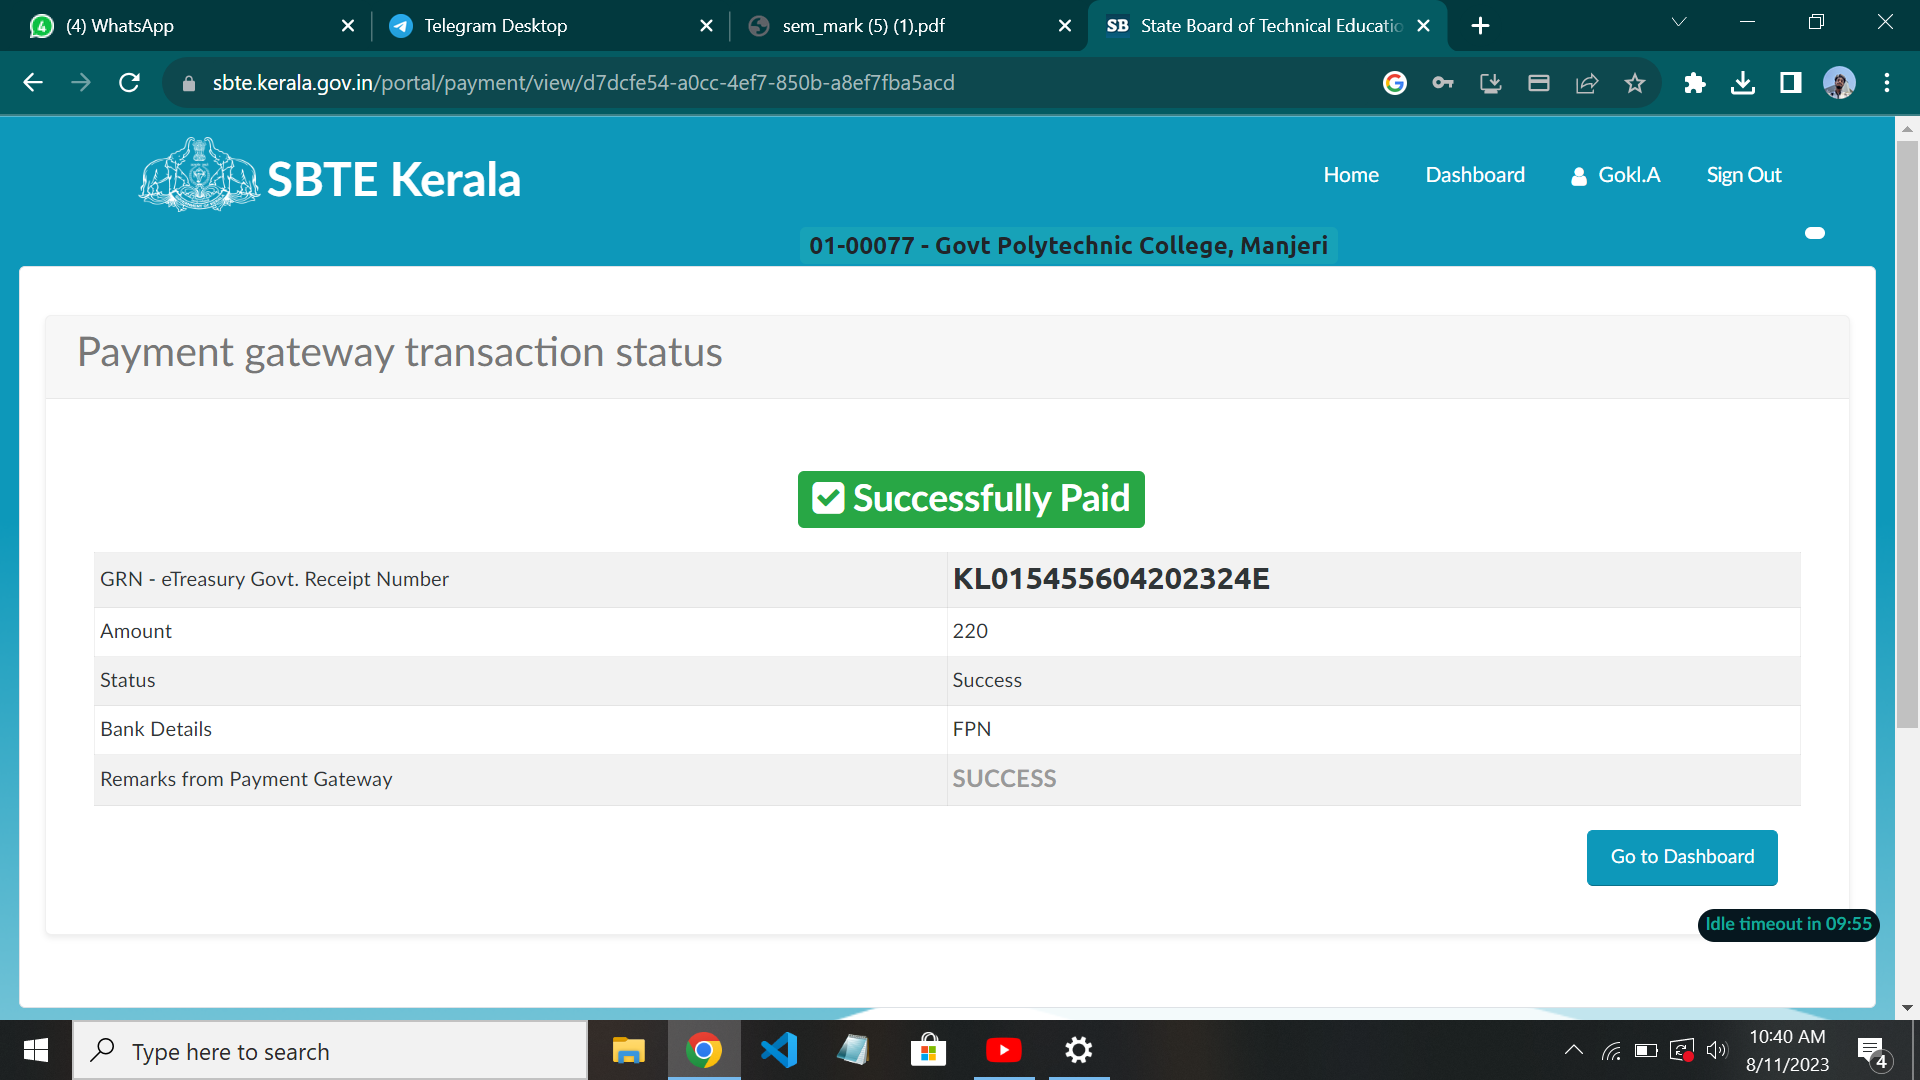 (4) WhatsApp
Telegram Desktop
sem_mark (5) (1).pdf
SB State Board of Technical Educatio
sbte.kerala.gov.in/portal/payment/view/d7dcfe54-a0cc-4ef7-850b-a8ef7fba5acd
SBTE Kerala
Home Dashboard Gokl.A Sign Out
01-00077 - Govt Polytechnic College, Manjeri
Payment gateway transaction status
Successfully Paid
GRN - eTreasury Govt. Receipt Number KL015455604202324E
Amount 220
Status Success
Bank Details FPN
Remarks from Payment Gateway SUCCESS
Go to Dashboard
Idle timeout in 09:55
Type here to search
10:40 AM
8/11/2023
4